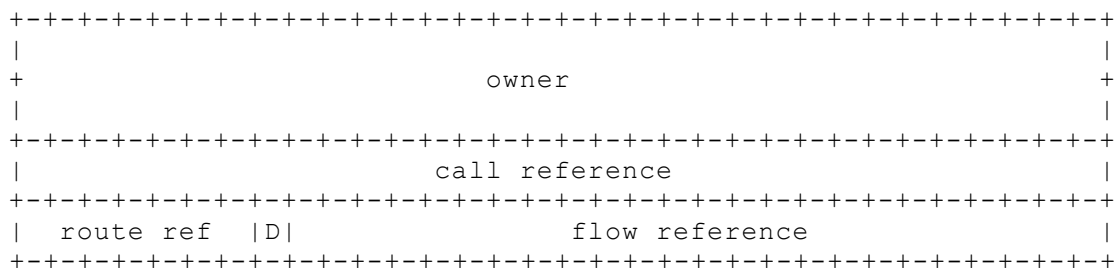 +-+-+-+-+-+-+-+-+-+-+-+-+-+-+-+-+-+-+-+-+-+-+-+-+-+-+-+-+-+-+-+-+
|                                                               |
+                           owner                               +
|                                                               |
+-+-+-+-+-+-+-+-+-+-+-+-+-+-+-+-+-+-+-+-+-+-+-+-+-+-+-+-+-+-+-+-+
|                        call reference                         |
+-+-+-+-+-+-+-+-+-+-+-+-+-+-+-+-+-+-+-+-+-+-+-+-+-+-+-+-+-+-+-+-+
|  route ref  |D|                flow reference                 |
+-+-+-+-+-+-+-+-+-+-+-+-+-+-+-+-+-+-+-+-+-+-+-+-+-+-+-+-+-+-+-+-+